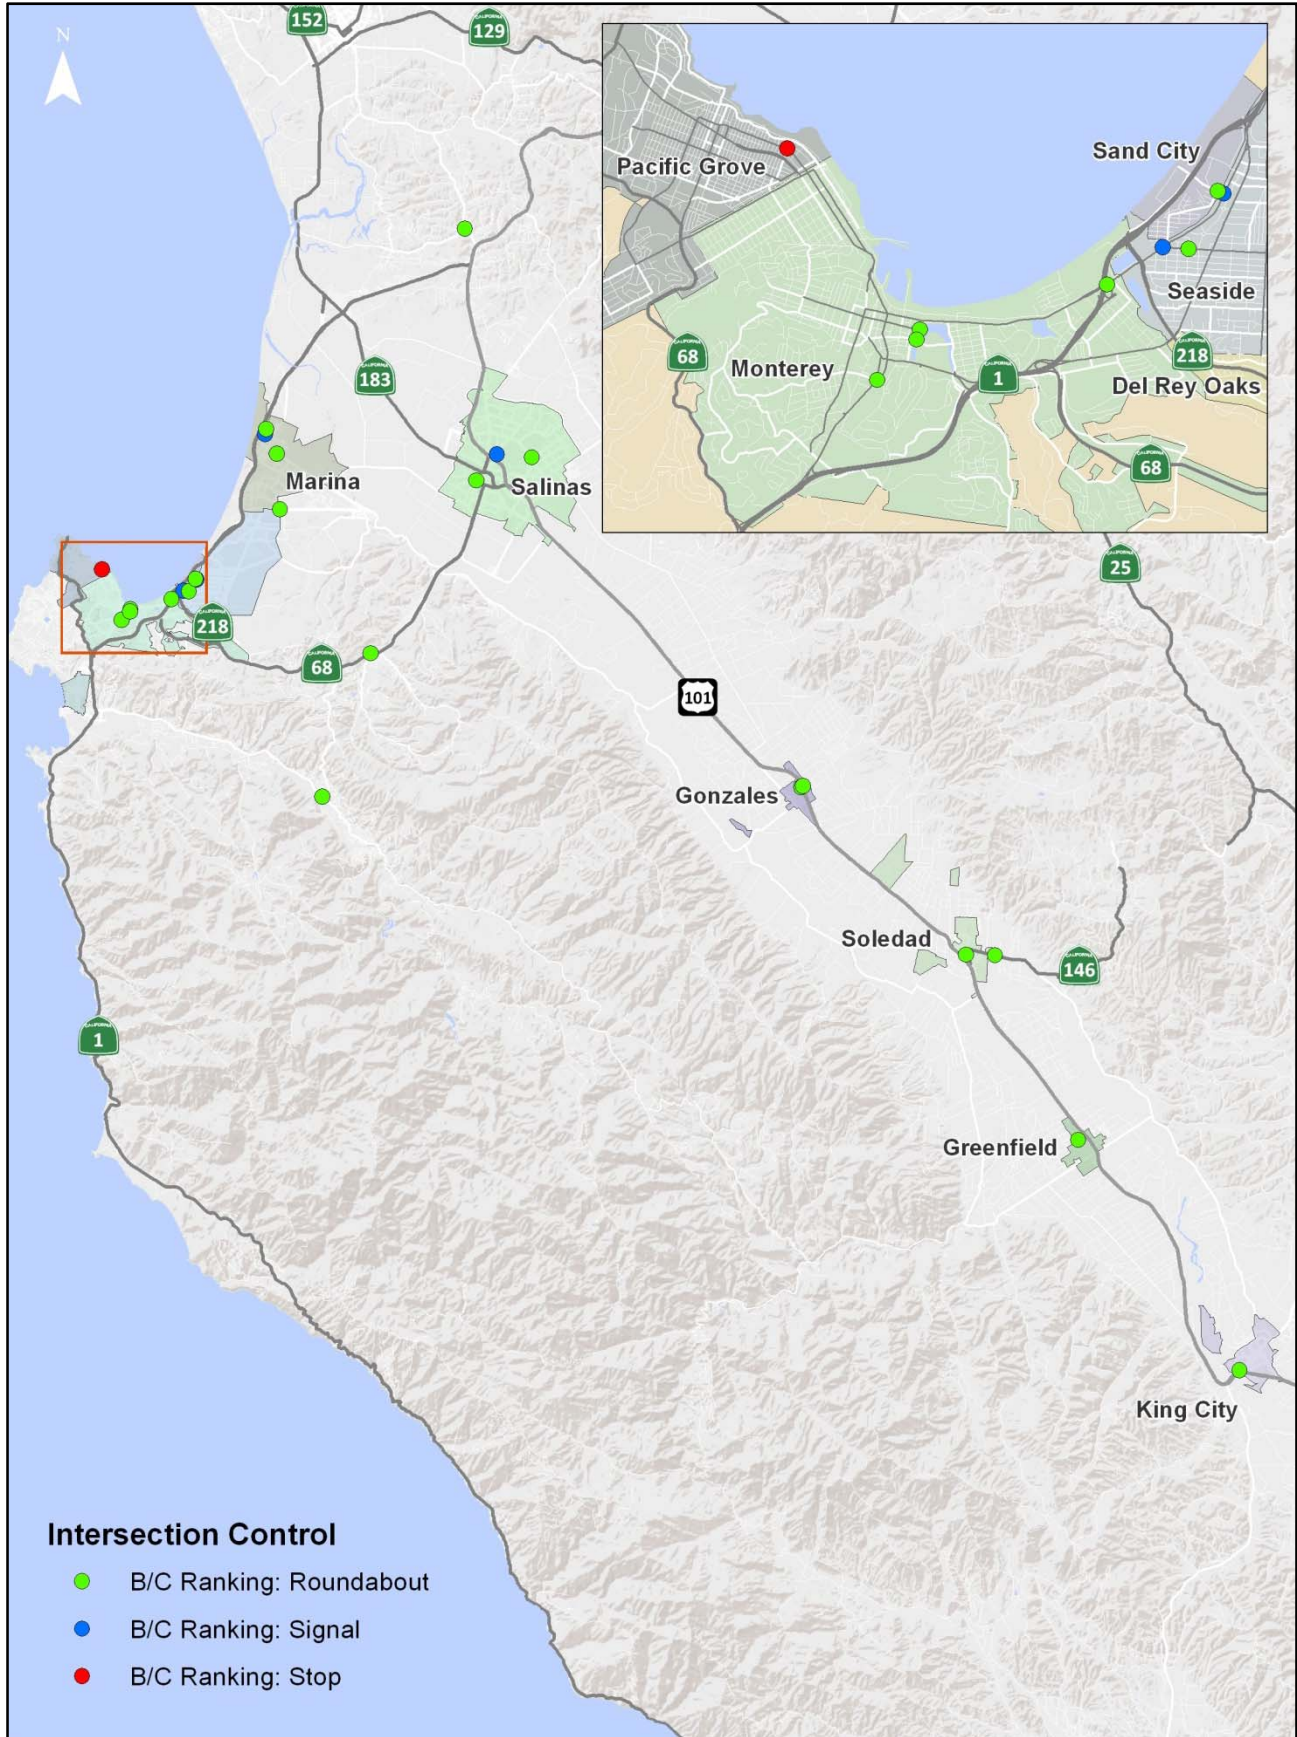 152
129
N
Sand City
Pacific Grove
Seaside
68
Monterey
1
218
Del Rey Oaks
68
183
Marina
Salinas
25
218
68
101
Gonzales
Soledad
146
1
Greenfield
King City
Intersection Control
B/C Ranking: Roundabout
B/C Ranking: Signal
B/C Ranking: Stop